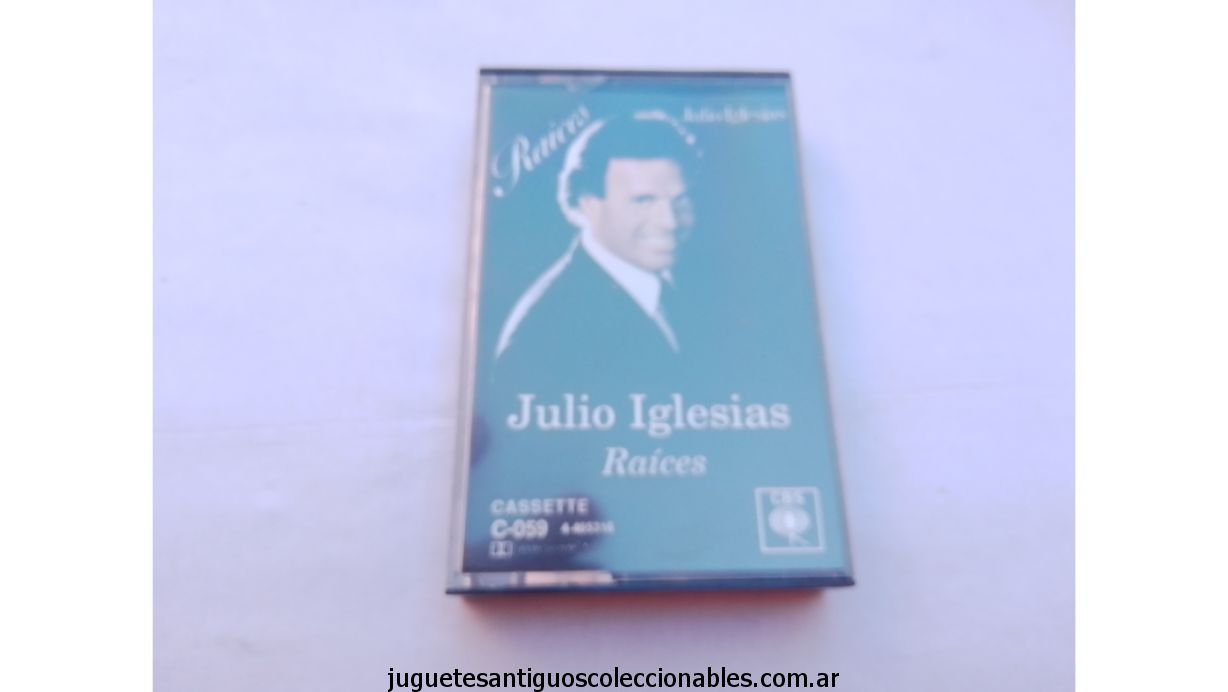 Raíces
Julio Iglesias
Julio Iglesias
Raíces
CASSETTE
C-059
CBS
juguetesantiguoscoleccionables.com.ar